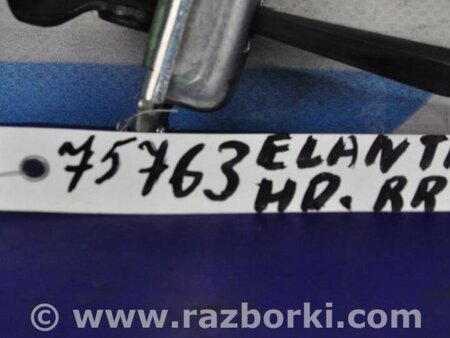 75763 ELANT
HD. RR
© www.razborki.com